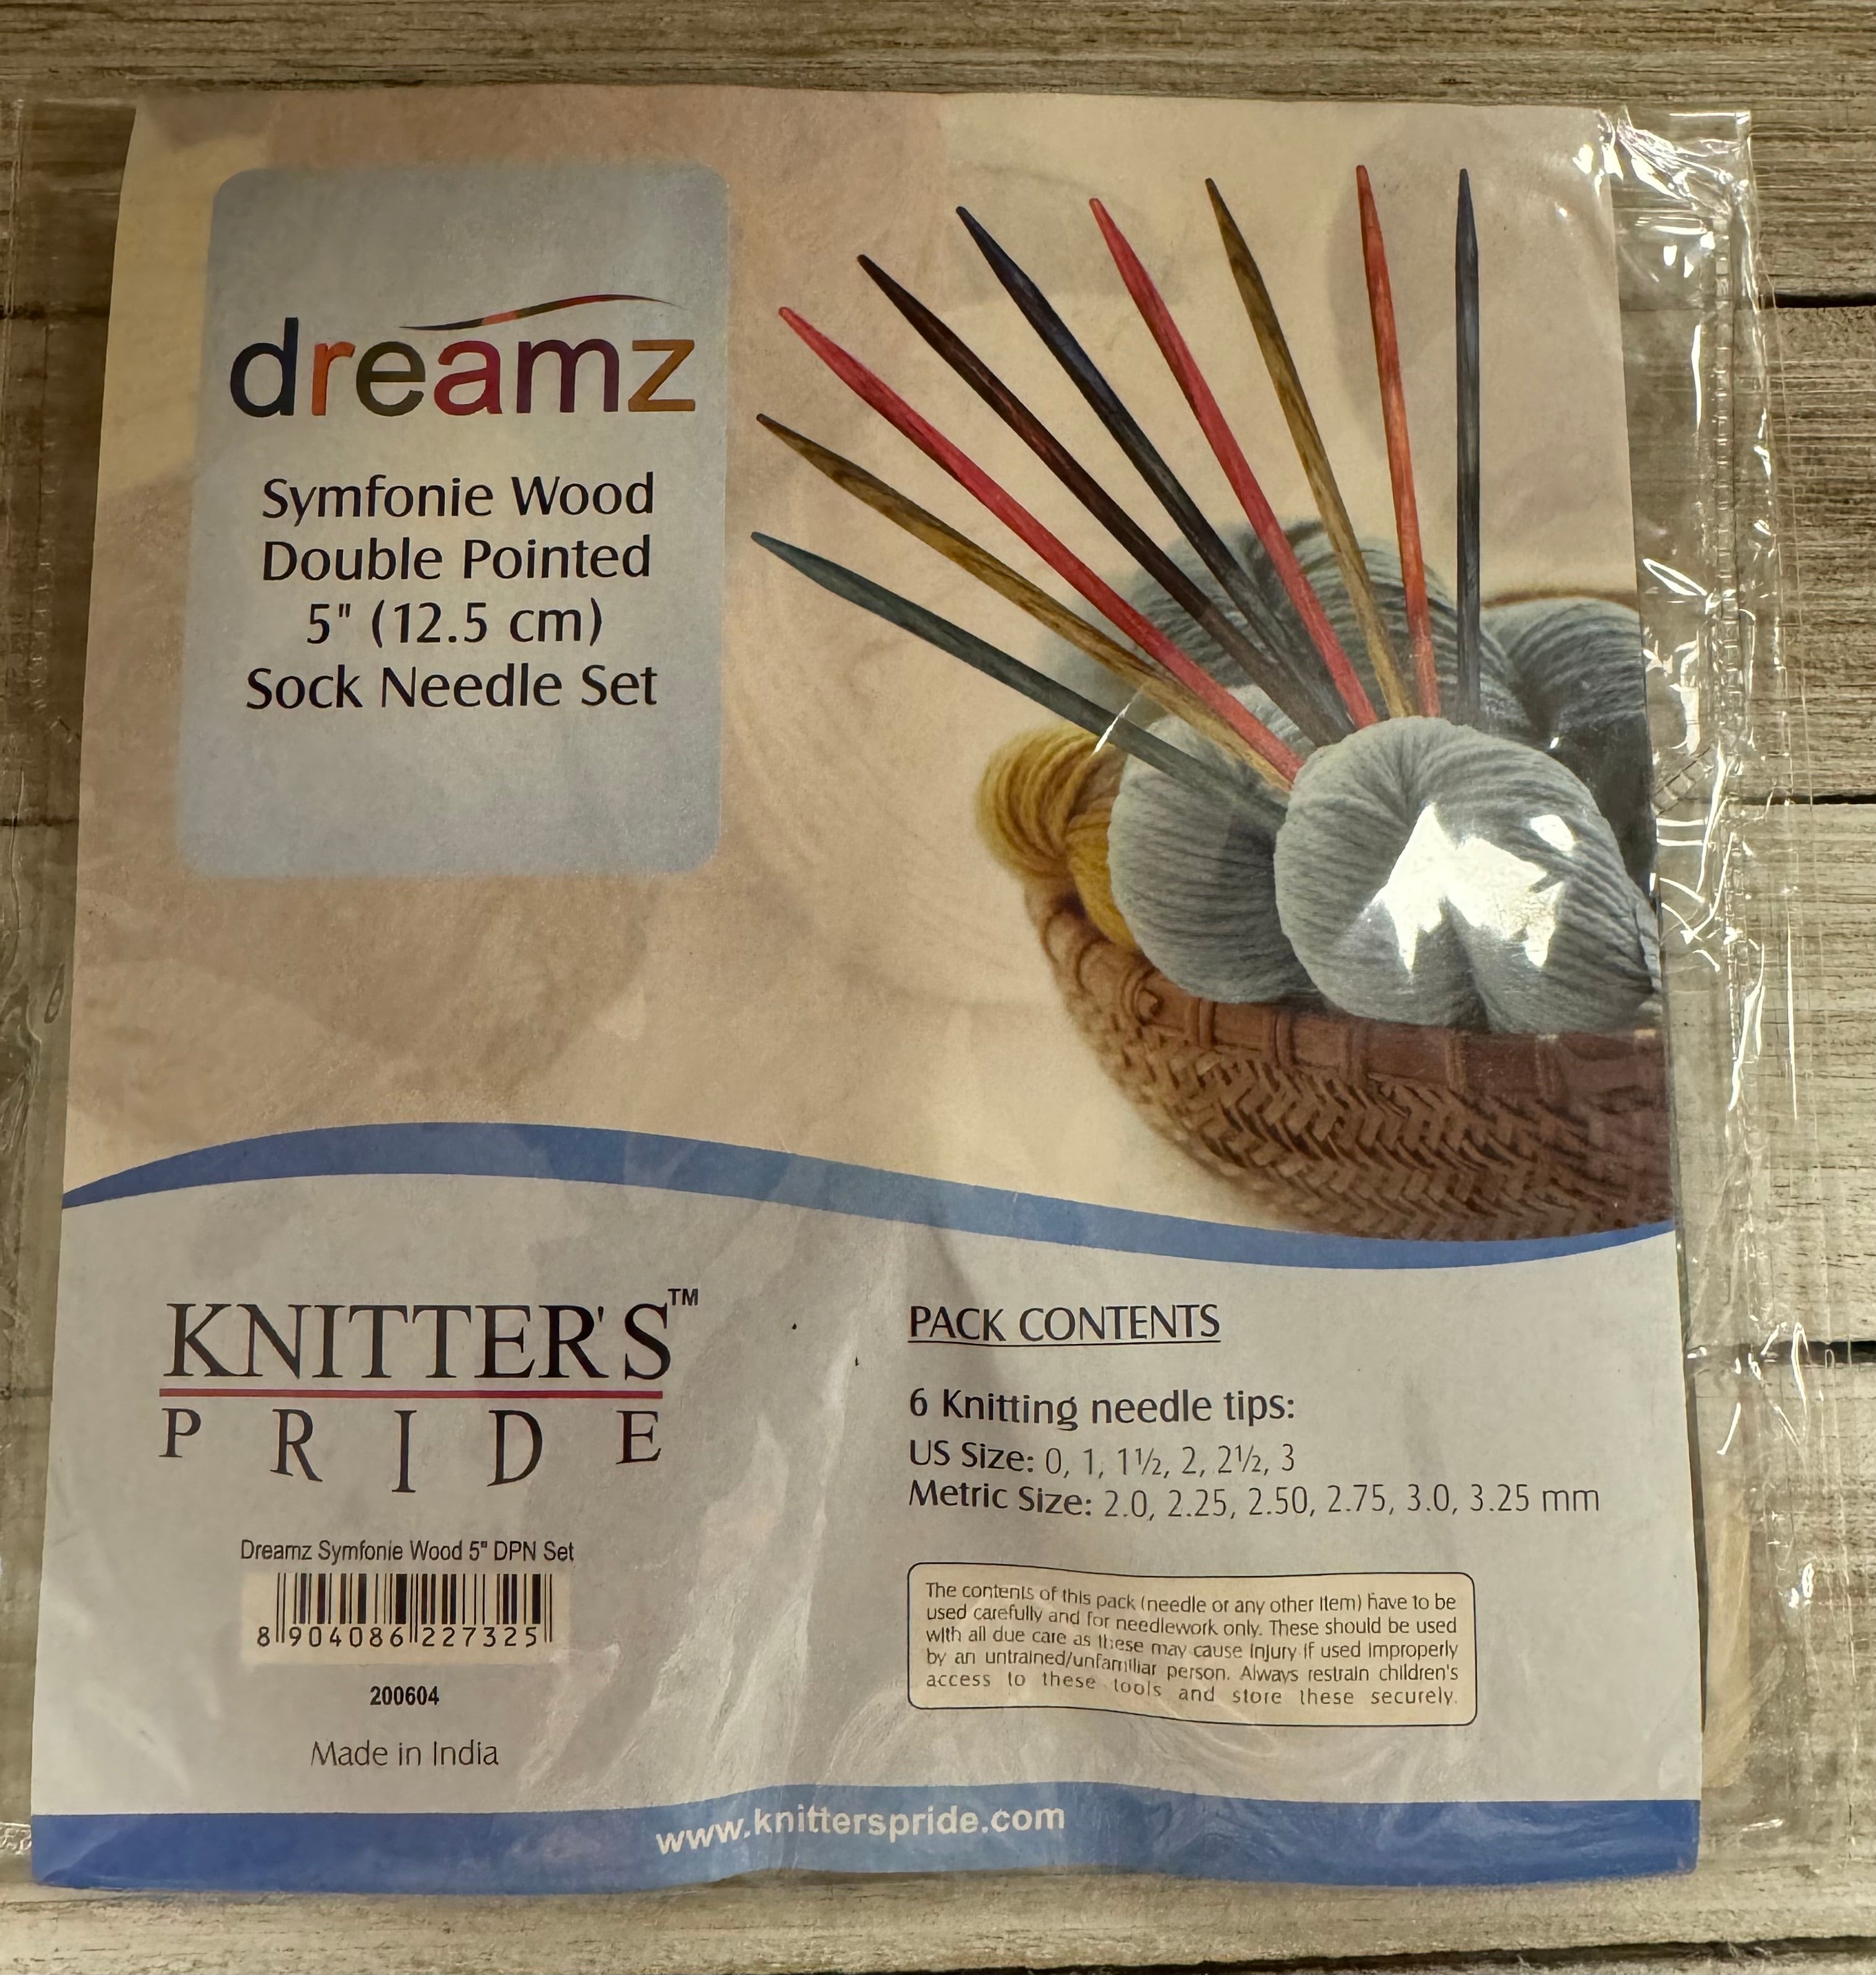 dreamz
Symfonie Wood
Double Pointed
5" (12.5 cm)
Sock Needle Set
KNITTER'S™
PRIDE
Dreamz Symfonie Wood 5" DPN Set
8 904086 227325
200604
Made in India
PACK CONTENTS
6 Knitting needle tips:
US Size: 0, 1, 1½, 2, 2½, 3
Metric Size: 2.0, 2.25, 2.50, 2.75, 3.0, 3.25 mm
The contents of this pack (needle or any other item) have to be
used carefully and for needlework only. These should be used
with all due care as these may cause injury if used improperly
by an untrained/unfamiliar person. Always restrain children's
access to these tools and store these securely.
www.knitterspride.com